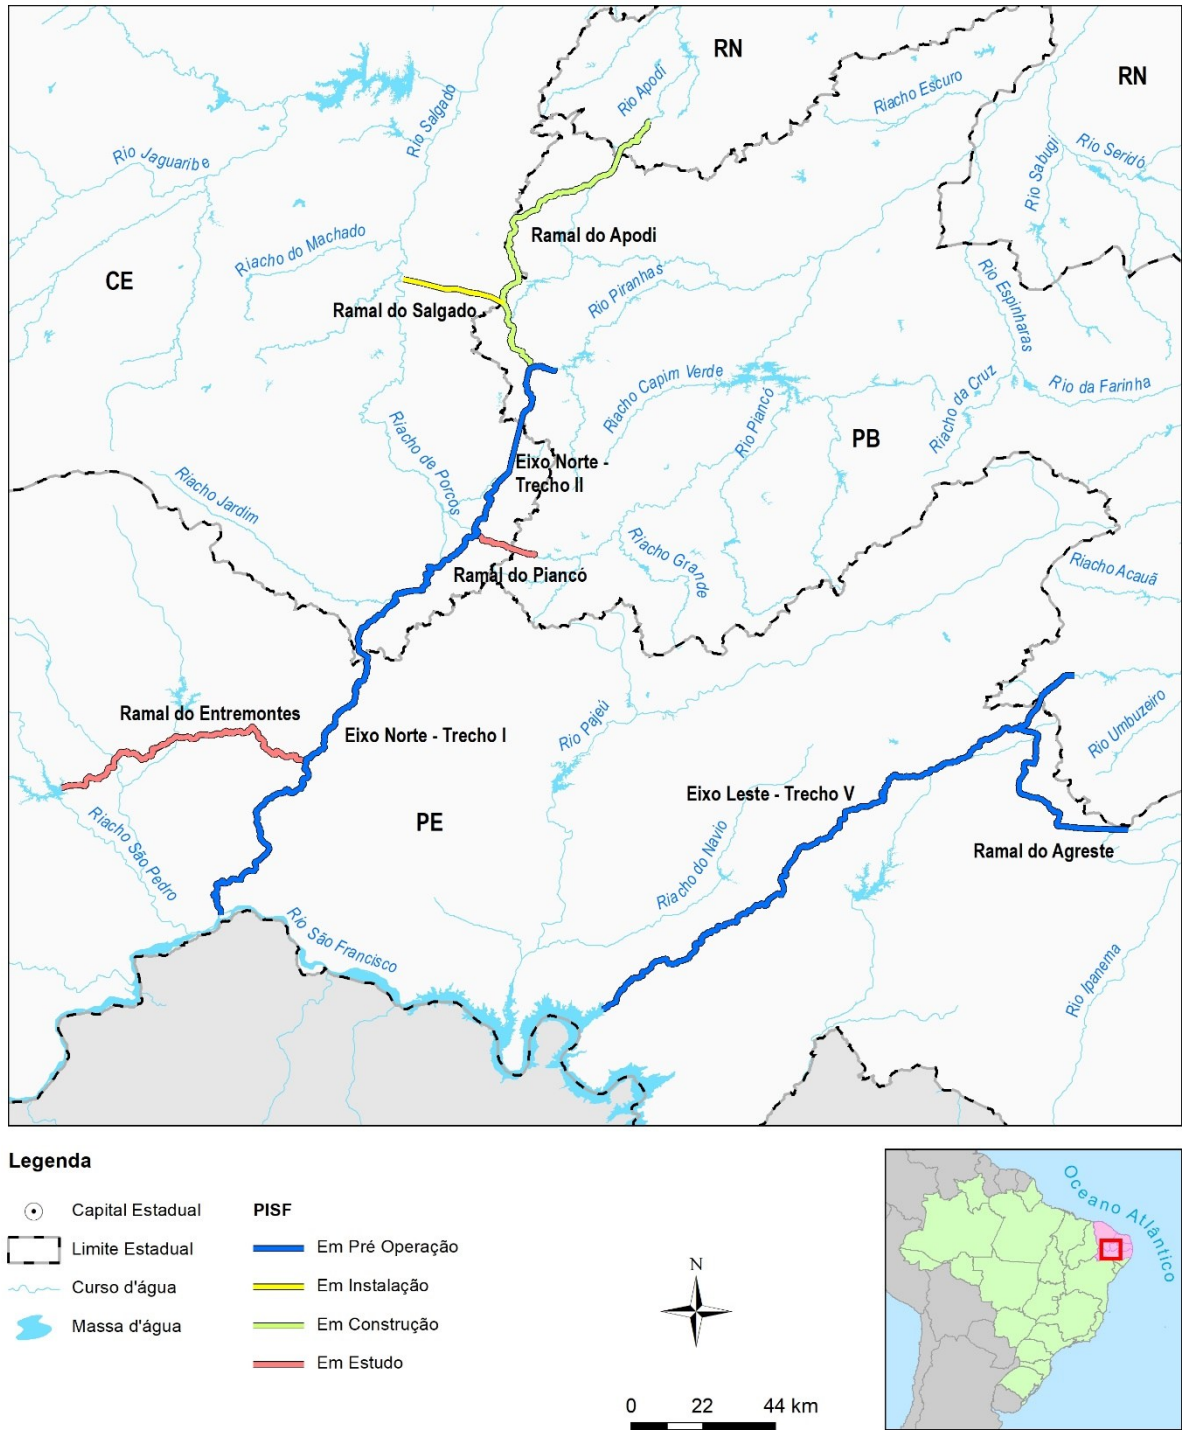 RN
RN
Rio Apodi
Riacho Escuro
Rio Salgado
Rio Jaguaribe
Rio Sabugi
Rio Seridó
Riacho do Machado
Ramal do Apodi
CE
Rio Piranhas
Rio Espinharas
Ramal do Salgado
Riacho Capim Verde
Rio Piancó
Riacho da Cruz
Rio da Farinha
Riacho de Porcos
PB
Eixo Norte -
Trecho II
Riacho Jardim
Riacho Grande
Ramal do Piancó
Riacho Acauã
Ramal do Entremontes
Eixo Norte - Trecho I
Rio Pajeú
Rio Umbuzeiro
Eixo Leste - Trecho V
PE
Riacho São Pedro
Riacho do Navio
Ramal do Agreste
Rio São Francisco
Rio Ipanema
Legenda
Capital Estadual
Limite Estadual
Curso d'água
Massa d'água
PISF
Em Pré Operação
Em Instalação
Em Construção
Em Estudo
N
0 22 44 km
Oceano Atlântico